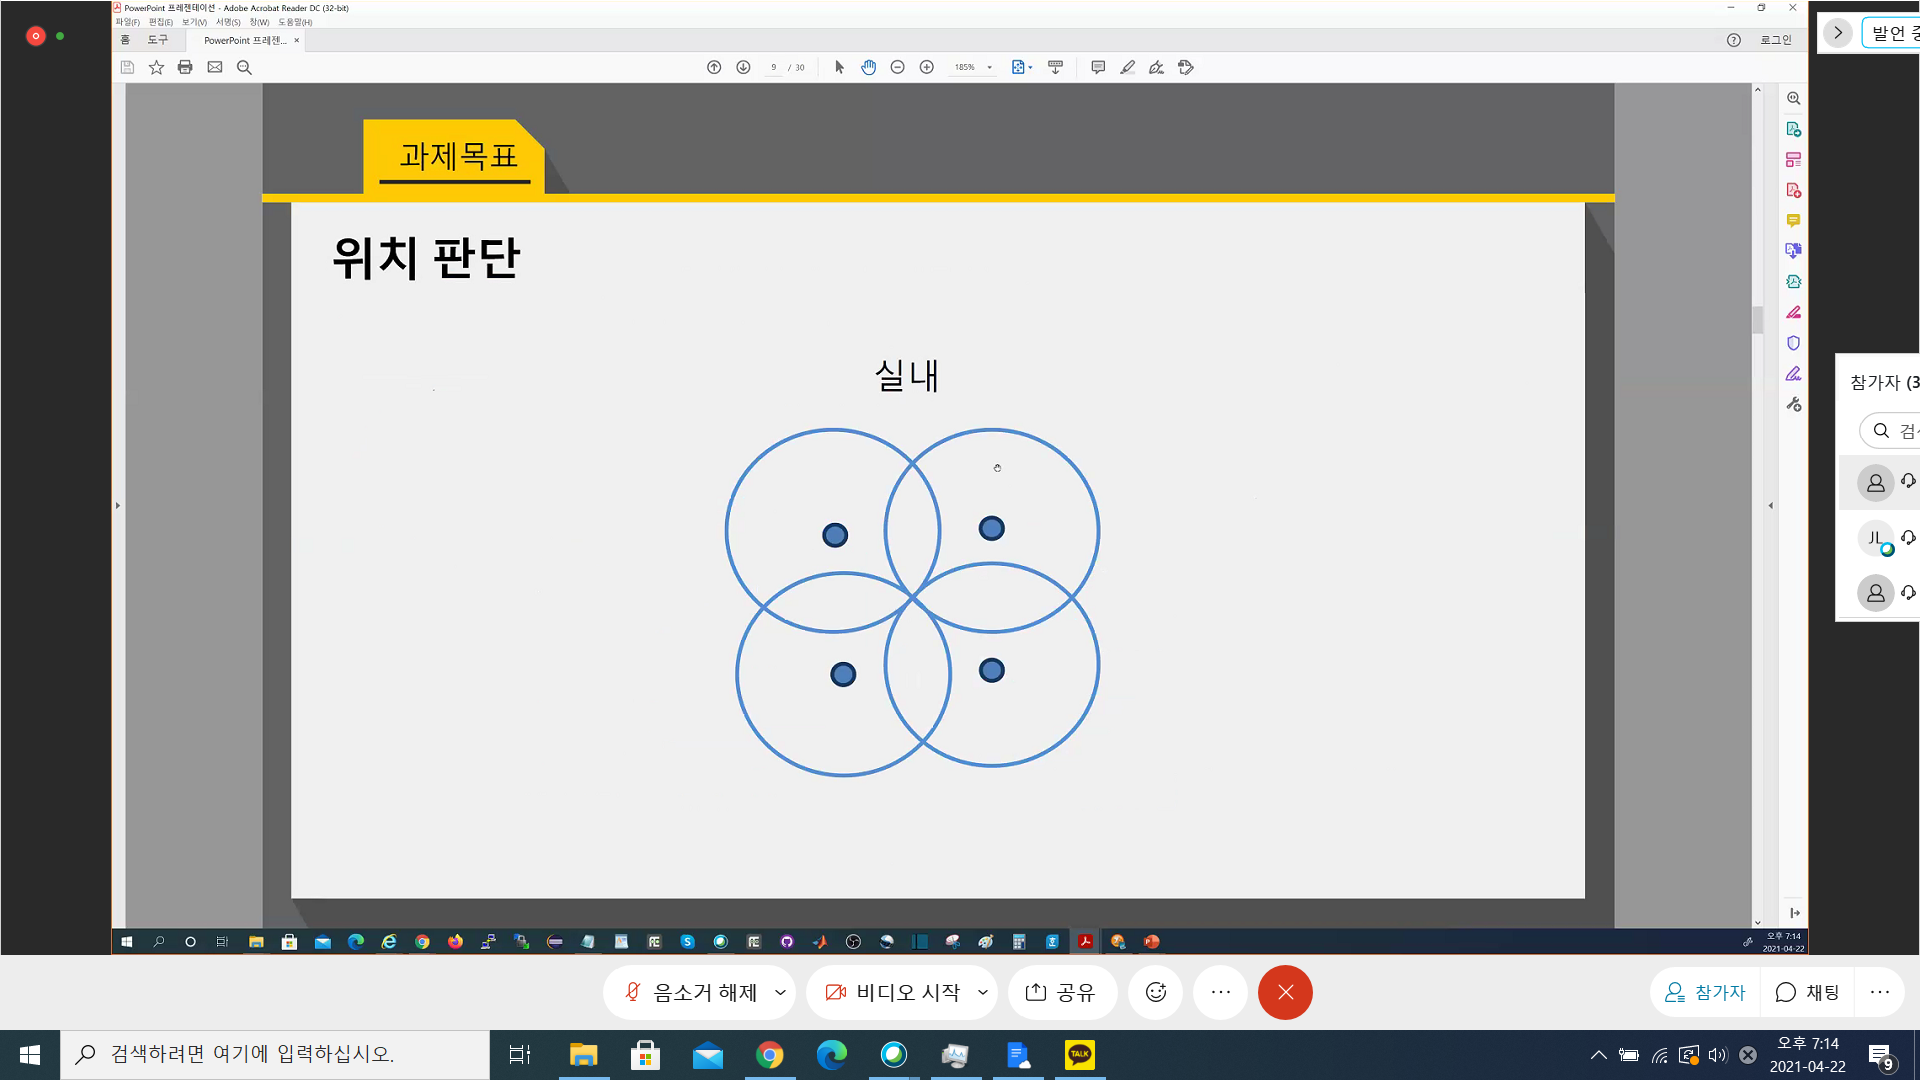 PowerPoint 프레젠테이션 - Adobe Acrobat Reader DC (32-bit)
파일(F) 편집(E) 보기(V) 서명(S) 창(W) 도움말(H)
홈 도구 PowerPoint 프레젠... ×
로그인
9 / 30
185%
발언 중
과제목표
위치 판단
실내
참가자 (3
검색
JL
오후 7:14
2021-04-22
음소거 해제
비디오 시작
공유
참가자
채팅
검색하려면 여기에 입력하십시오.
TALK
오후 7:14
2021-04-22
9